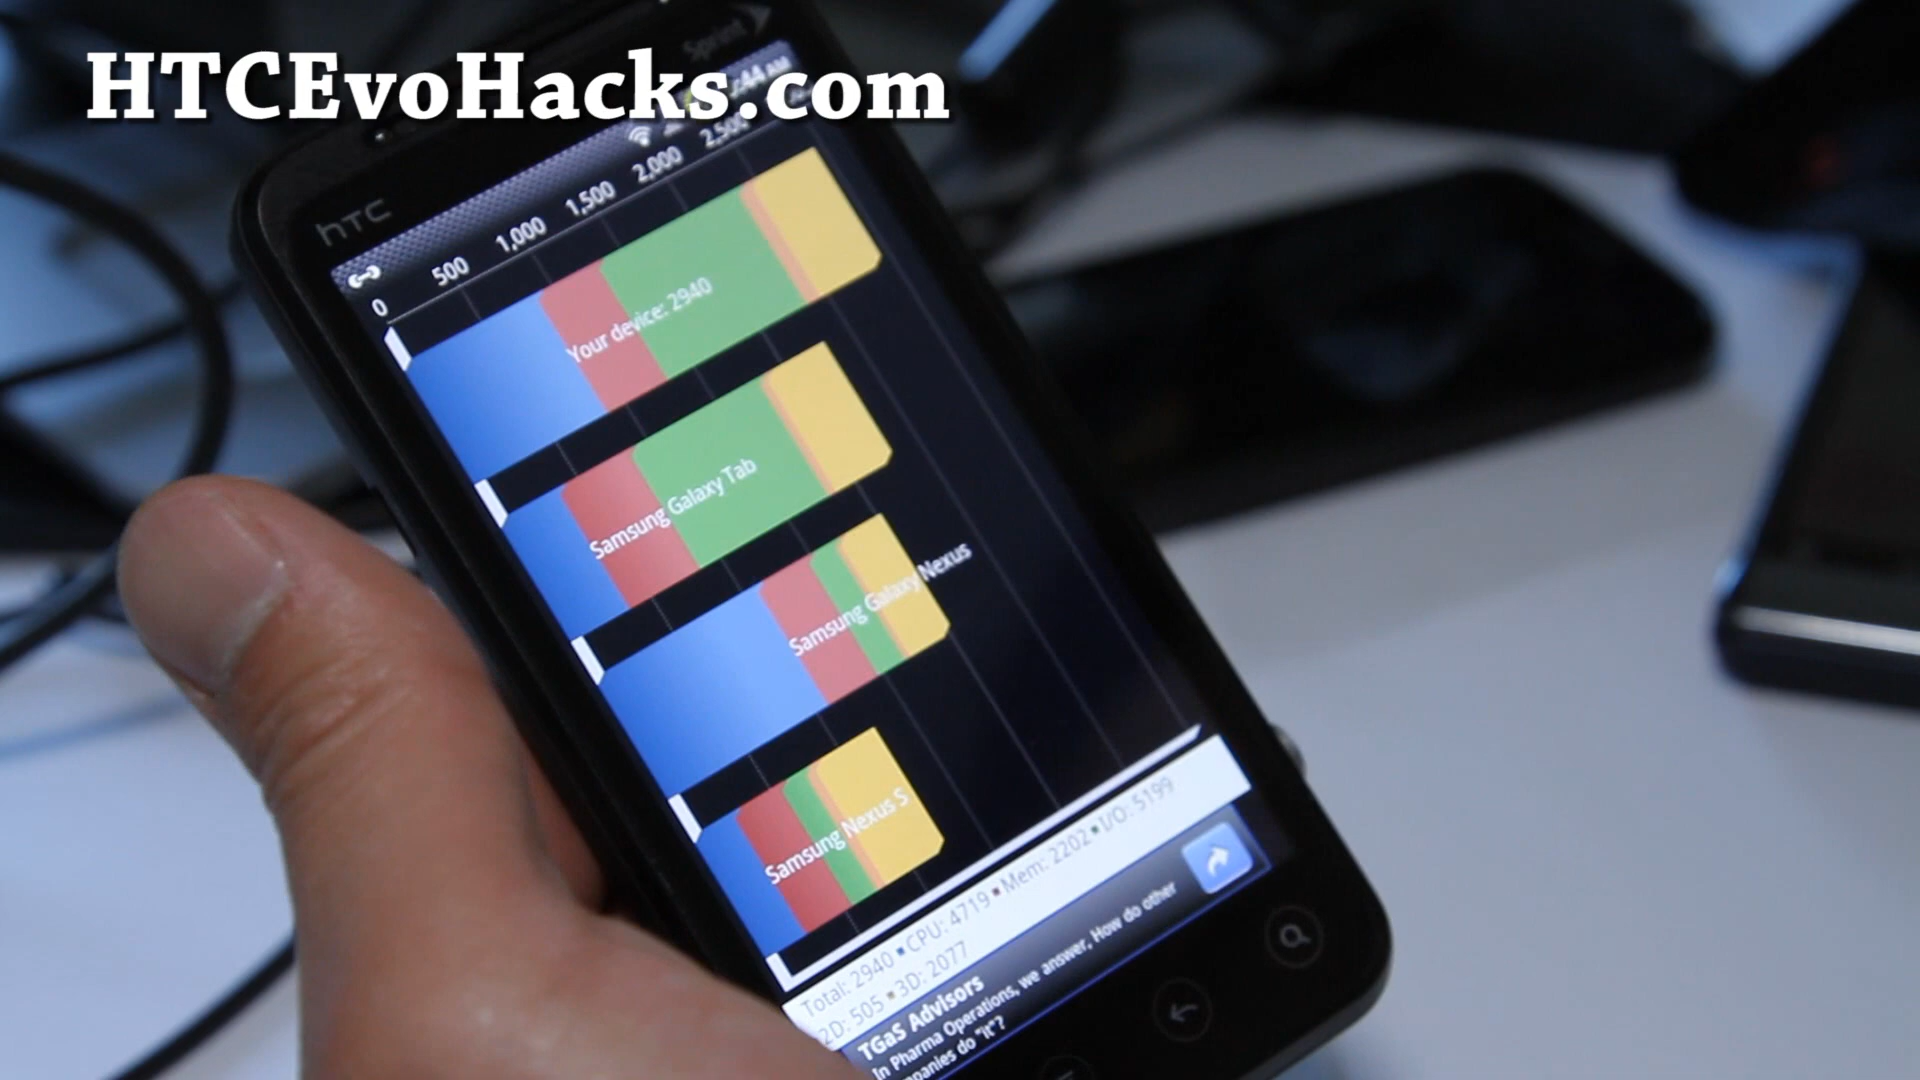 HTCEvoHacks.com
Sprint
44 AM
hTC
0 500 1,000 1,500 2,000 2,500
Your device: 2940
Samsung Galaxy Tab
Samsung Galaxy Nexus
Samsung Nexus S
Total: 2940 ▪ CPU: 4719 ▪ Mem: 2202 ▪ I/O: 5199
2D: 505 ▪ 3D: 2077
TGaS Advisors
In Pharma Operations, we answer, How do other
do "it"?